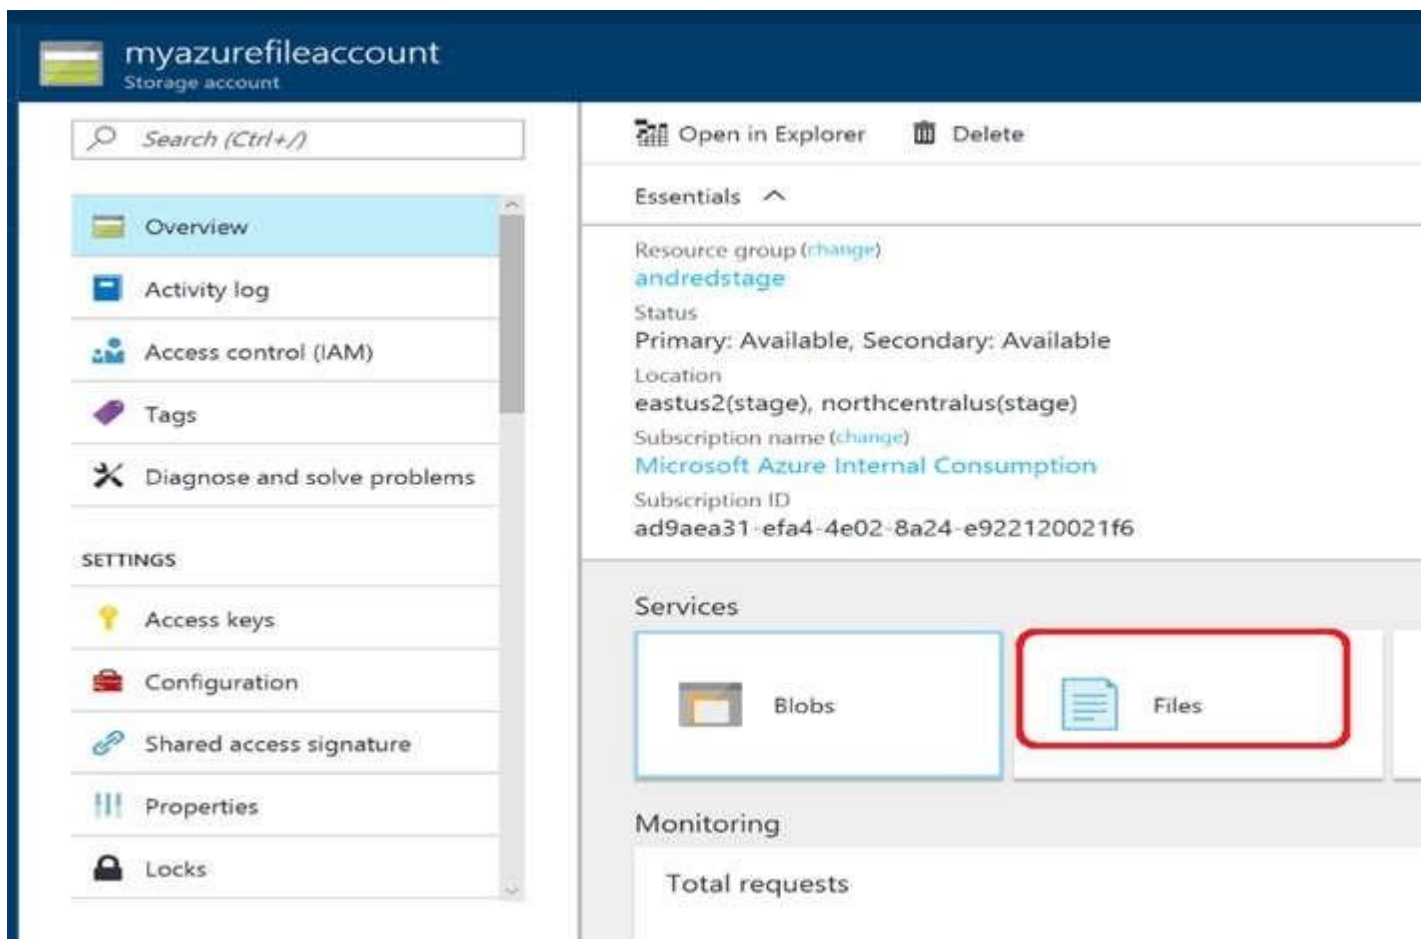 myazurefileaccount
Storage account
Search (Ctrl+/)
Overview
Activity log
Access control (IAM)
Tags
Diagnose and solve problems
SETTINGS
Access keys
Configuration
Shared access signature
Properties
Locks
Open in Explorer Delete
Essentials
Resource group (change)
andredstage
Status
Primary: Available, Secondary: Available
Location
eastus2(stage), northcentralus(stage)
Subscription name (change)
Microsoft Azure Internal Consumption
Subscription ID
ad9aea31-efa4-4e02-8a24-e922120021f6
Services
Blobs Files
Monitoring
Total requests